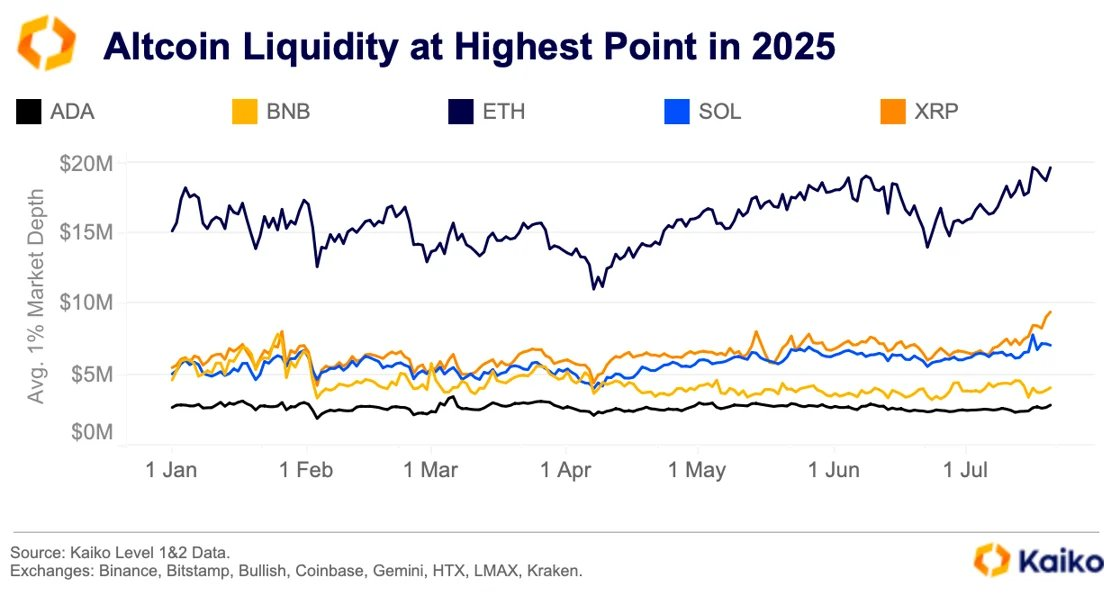 Altcoin Liquidity at Highest Point in 2025
ADA BNB ETH SOL XRP
$20M
$15M
$10M
$5M
$0M
Avg. 1% Market Depth
1 Jan 1 Feb 1 Mar 1 Apr 1 May 1 Jun 1 Jul
Source: Kaiko Level 1&2 Data.
Exchanges: Binance, Bitstamp, Bullish, Coinbase, Gemini, HTX, LMAX, Kraken.
Kaiko